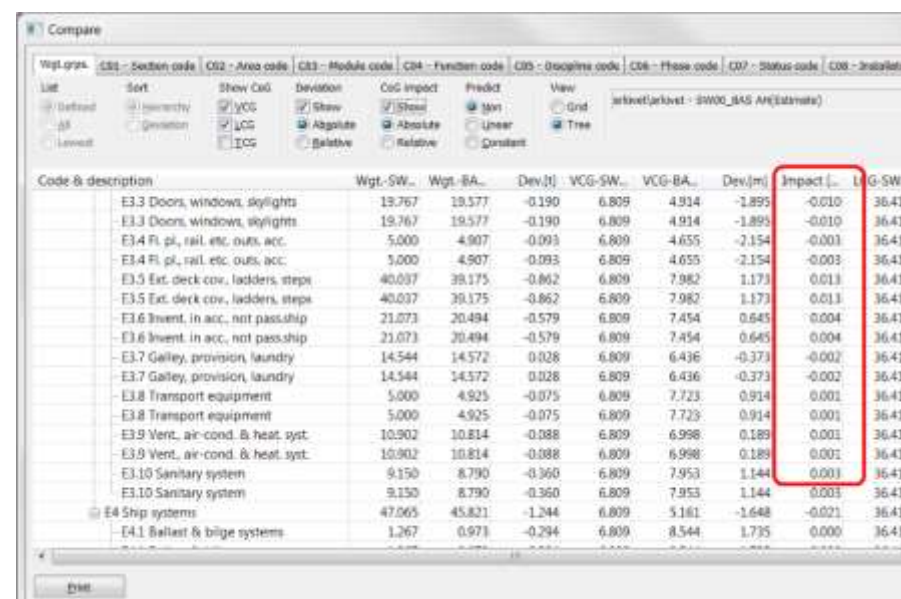 Compare
Wgt.grps. C01 - Section code C02 - Area code C03 - Module code C04 - Function code C05 - Discipline code C06 - Phase code C07 - Status code C08 - Installat
List Sort Show CoG Deviation CoG impact Predict View
Defined Hierarchy VCG Show Show Non Grid
All Deviation LCG Absolute Absolute Linear Tree
Lowest TCG Relative Relative Constant
arkovet\arkovet - SW00_BAS AH(Estimate)
Code & description Wgt.-SW... Wgt.-BA... Dev.[t] VCG-SW... VCG-BA... Dev.[m] Impact [... LCG-SW
E3.3 Doors, windows, skylights 19.767 19.577 -0.190 6.809 4.914 -1.895 -0.010 36.41
E3.3 Doors, windows, skylights 19.767 19.577 -0.190 6.809 4.914 -1.895 -0.010 36.41
E3.4 Fl. pl., rail. etc. outs. acc. 5.000 4.907 -0.093 6.809 4.655 -2.154 -0.003 36.41
E3.4 Fl. pl., rail. etc. outs. acc. 5.000 4.907 -0.093 6.809 4.655 -2.154 -0.003 36.41
E3.5 Ext. deck cov., ladders, steps 40.037 39.175 -0.862 6.809 7.982 1.173 0.013 36.41
E3.5 Ext. deck cov., ladders, steps 40.037 39.175 -0.862 6.809 7.982 1.173 0.013 36.41
E3.6 Invent. in acc., not pass.ship 21.073 20.494 -0.579 6.809 7.454 0.645 0.004 36.41
E3.6 Invent. in acc., not pass.ship 21.073 20.494 -0.579 6.809 7.454 0.645 0.004 36.41
E3.7 Galley, provision, laundry 14.544 14.572 0.028 6.809 6.436 -0.373 -0.002 36.41
E3.7 Galley, provision, laundry 14.544 14.572 0.028 6.809 6.436 -0.373 -0.002 36.41
E3.8 Transport equipment 5.000 4.925 -0.075 6.809 7.723 0.914 0.001 36.41
E3.8 Transport equipment 5.000 4.925 -0.075 6.809 7.723 0.914 0.001 36.41
E3.9 Vent., air-cond. & heat. syst. 10.902 10.814 -0.088 6.809 6.998 0.189 0.001 36.41
E3.9 Vent., air-cond. & heat. syst. 10.902 10.814 -0.088 6.809 6.998 0.189 0.001 36.41
E3.10 Sanitary system 9.150 8.790 -0.360 6.809 7.953 1.144 0.003 36.41
E3.10 Sanitary system 9.150 8.790 -0.360 6.809 7.953 1.144 0.003 36.41
E4 Ship systems 47.065 45.821 -1.244 6.809 5.161 -1.648 -0.021 36.41
E4.1 Ballast & bilge systems 1.267 0.973 -0.294 6.809 8.544 1.735 0.000 36.41
Print